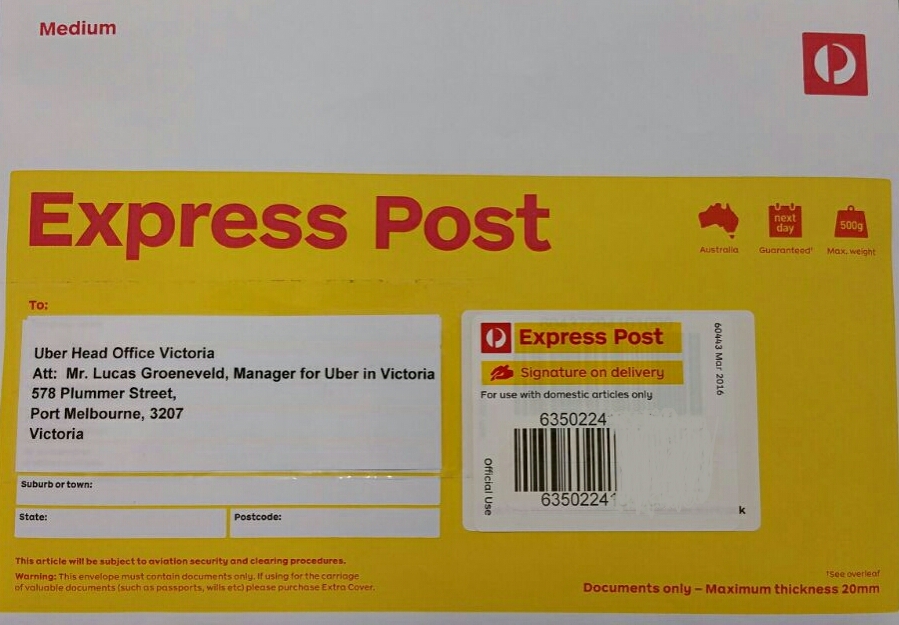 Medium
Express Post
next
day
500g
Australia
Guaranteed†
Max. weight
To:
Uber Head Office Victoria
Att: Mr. Lucas Groeneveld, Manager for Uber in Victoria
578 Plummer Street,
Port Melbourne, 3207
Victoria
Suburb or town:
State:
Postcode:
Express Post
Signature on delivery
For use with domestic articles only
6350224
63502241
Official Use
60443 Mar 2016
k
This article will be subject to aviation security and clearing procedures.
Warning: This envelope must contain documents only. If using for the carriage
of valuable documents (such as passports, wills etc) please purchase Extra Cover.
†See overleaf
Documents only – Maximum thickness 20mm